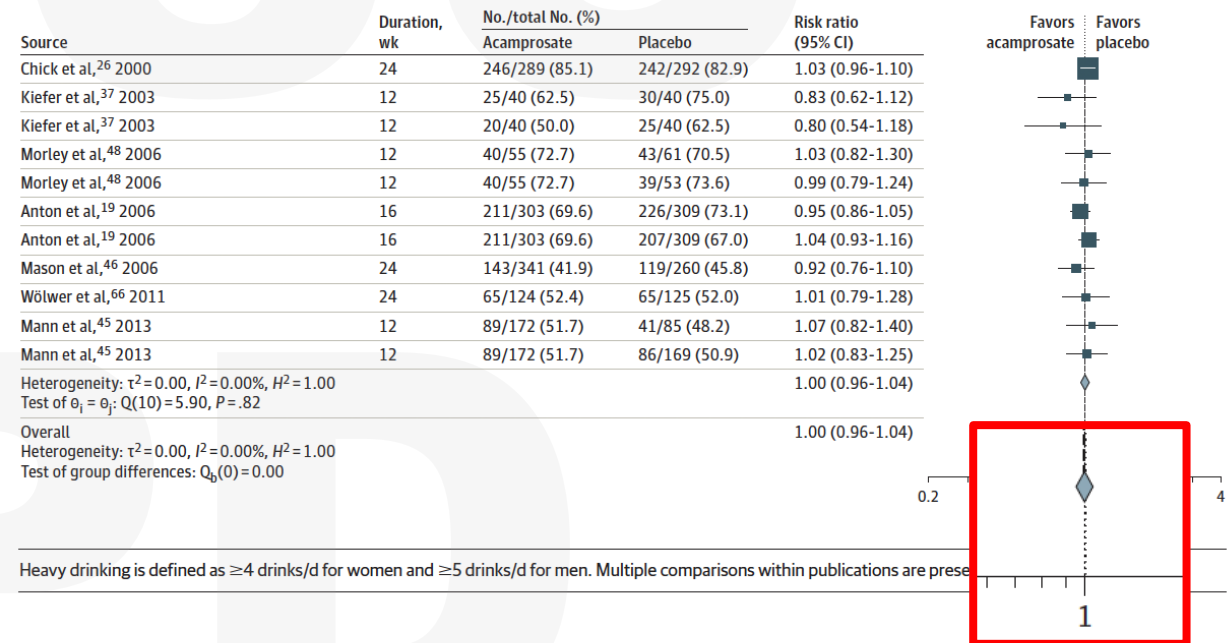 Source Duration, wk No./total No. (%) Acamprosate Placebo Risk ratio (95% CI) Favors acamprosate Favors placebo
Chick et al,26 2000 24 246/289 (85.1) 242/292 (82.9) 1.03 (0.96-1.10)
Kiefer et al,37 2003 12 25/40 (62.5) 30/40 (75.0) 0.83 (0.62-1.12)
Kiefer et al,37 2003 12 20/40 (50.0) 25/40 (62.5) 0.80 (0.54-1.18)
Morley et al,48 2006 12 40/55 (72.7) 43/61 (70.5) 1.03 (0.82-1.30)
Morley et al,48 2006 12 40/55 (72.7) 39/53 (73.6) 0.99 (0.79-1.24)
Anton et al,19 2006 16 211/303 (69.6) 226/309 (73.1) 0.95 (0.86-1.05)
Anton et al,19 2006 16 211/303 (69.6) 207/309 (67.0) 1.04 (0.93-1.16)
Mason et al,46 2006 24 143/341 (41.9) 119/260 (45.8) 0.92 (0.76-1.10)
Wölwer et al,66 2011 24 65/124 (52.4) 65/125 (52.0) 1.01 (0.79-1.28)
Mann et al,45 2013 12 89/172 (51.7) 41/85 (48.2) 1.07 (0.82-1.40)
Mann et al,45 2013 12 89/172 (51.7) 86/169 (50.9) 1.02 (0.83-1.25)
Heterogeneity: τ2 = 0.00, I2 = 0.00%, H2 = 1.00 1.00 (0.96-1.04)
Test of θi = θj: Q(10) = 5.90, P = .82
Overall 1.00 (0.96-1.04)
Heterogeneity: τ2 = 0.00, I2 = 0.00%, H2 = 1.00
Test of group differences: Qb(0) = 0.00
0.2 4
Heavy drinking is defined as ≥4 drinks/d for women and ≥5 drinks/d for men. Multiple comparisons within publications are prese
1